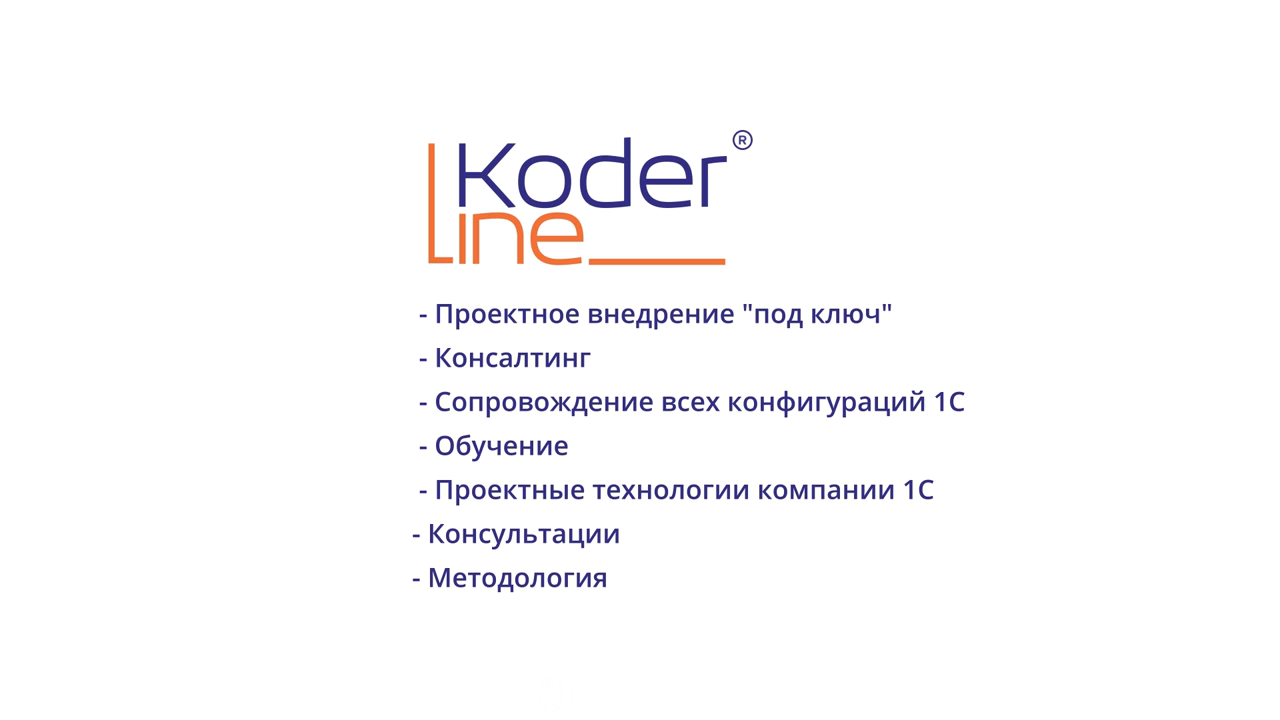 Koder®
Line
- Проектное внедрение "под ключ"
- Консалтинг
- Сопровождение всех конфигураций 1С
- Обучение
- Проектные технологии компании 1С
- Консультации
- Методология